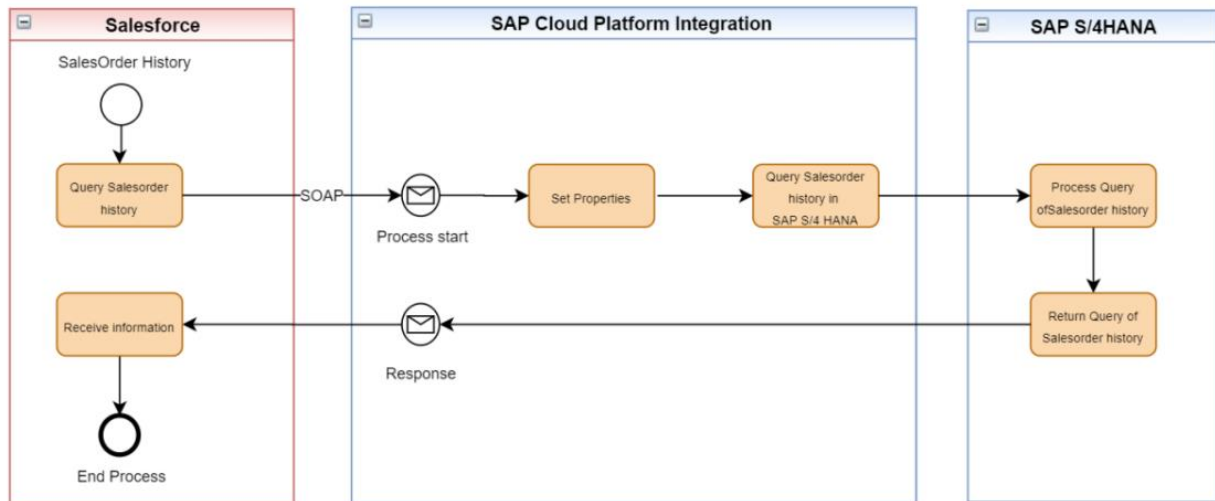 Salesforce
SAP Cloud Platform Integration
SAP S/4HANA
SalesOrder History
Query Salesorder
history
SOAP
Process start
Set Properties
Query Salesorder
history in
SAP S/4 HANA
Process Query
ofSalesorder history
Receive information
Response
Return Query of
Salesorder history
End Process